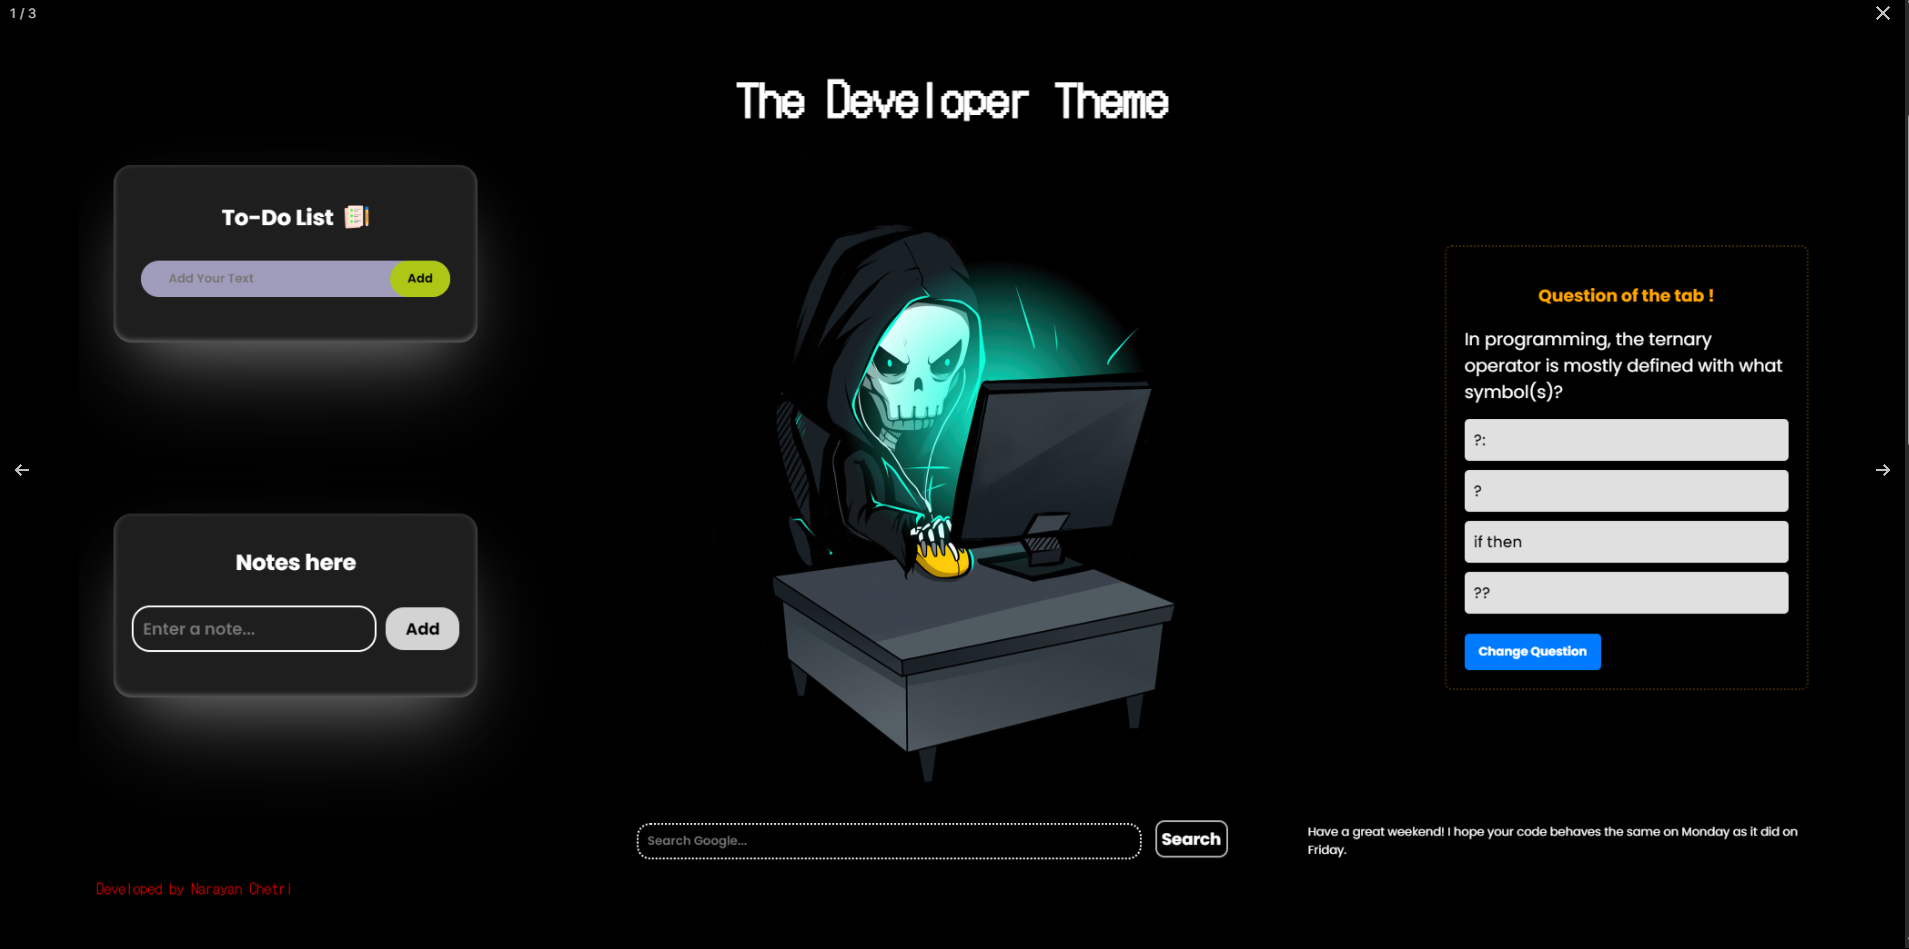 1 / 3
The Developer Theme
To-Do List
Add Your Text
Add
Notes here
Enter a note...
Add
Question of the tab !
In programming, the ternary
operator is mostly defined with what
symbol(s)?
?:
?
if then
??
Change Question
Search Google...
Search
Have a great weekend! I hope your code behaves the same on Monday as it did on
Friday.
Developed by Narayan Chetri